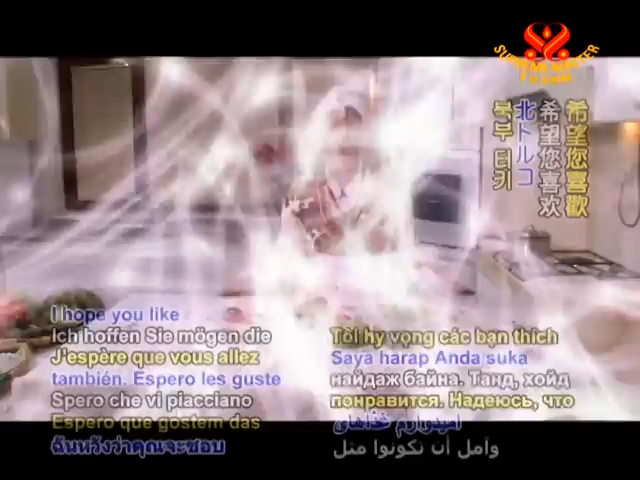 SUPREME MASTER
TV.COM
希望您喜歡
希望您喜欢
北トルコ
북부 터키
I hope you like
Ich hoffen Sie mögen die
J'espère que vous allez
también. Espero les guste
Spero che vi piacciano
Espero que gostem das
ฉันหวังว่าคุณจะชอบ
Tôi hy vọng các bạn thích
Saya harap Anda suka
найдаж байна. Танд, хойд
понравится. Надеюсь, что
امیدوارم غذاهای
وآمل أن تكونوا مثل